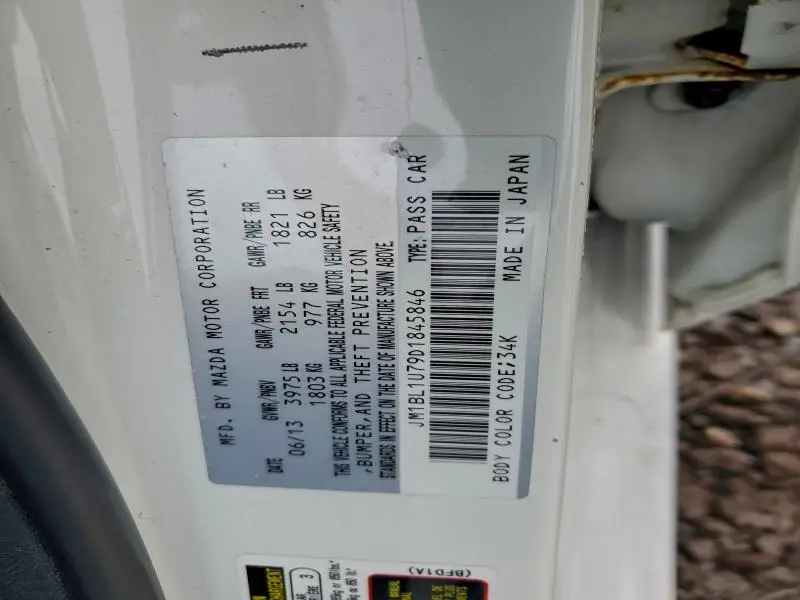 MFD. BY MAZDA MOTOR CORPORATION
DATE GVWR/PNBV GAWR/PNBE FRT GAWR/PNBE RR
06/13 3975 LB 2154 LB 1821 LB
1803 KG 977 KG 826 KG
THIS VEHICLE CONFORMS TO ALL APPLICABLE FEDERAL MOTOR VEHICLE SAFETY
,BUMPER,AND THEFT PREVENTION
STANDARDS IN EFFECT ON THE DATE OF MANUFACTURE SHOWN ABOVE
JM1BL1U79D1845846 TYPE: PASS CAR
BODY COLOR CODE;34K MADE IN JAPAN
(BFD1A)
3